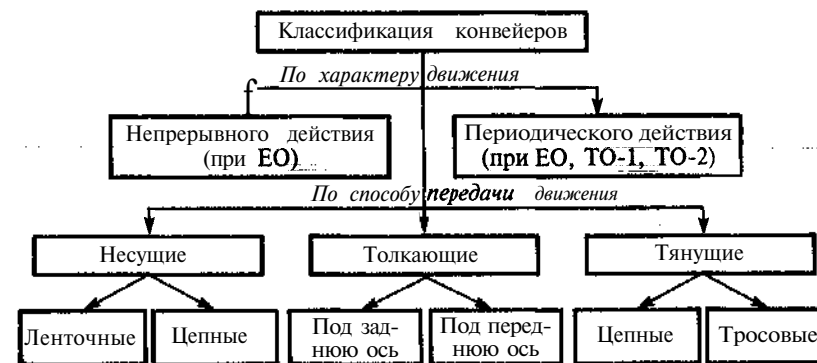 Классификация конвейеров
По характеру движения
Непрерывного действия
(при ЕО)
Периодического действия
(при ЕО, ТО-1, ТО-2)
По способу передачи движения
Несущие
Толкающие
Тянущие
Ленточные
Цепные
Под зад-
нюю ось
Под перед-
нюю ось
Цепные
Тросовые